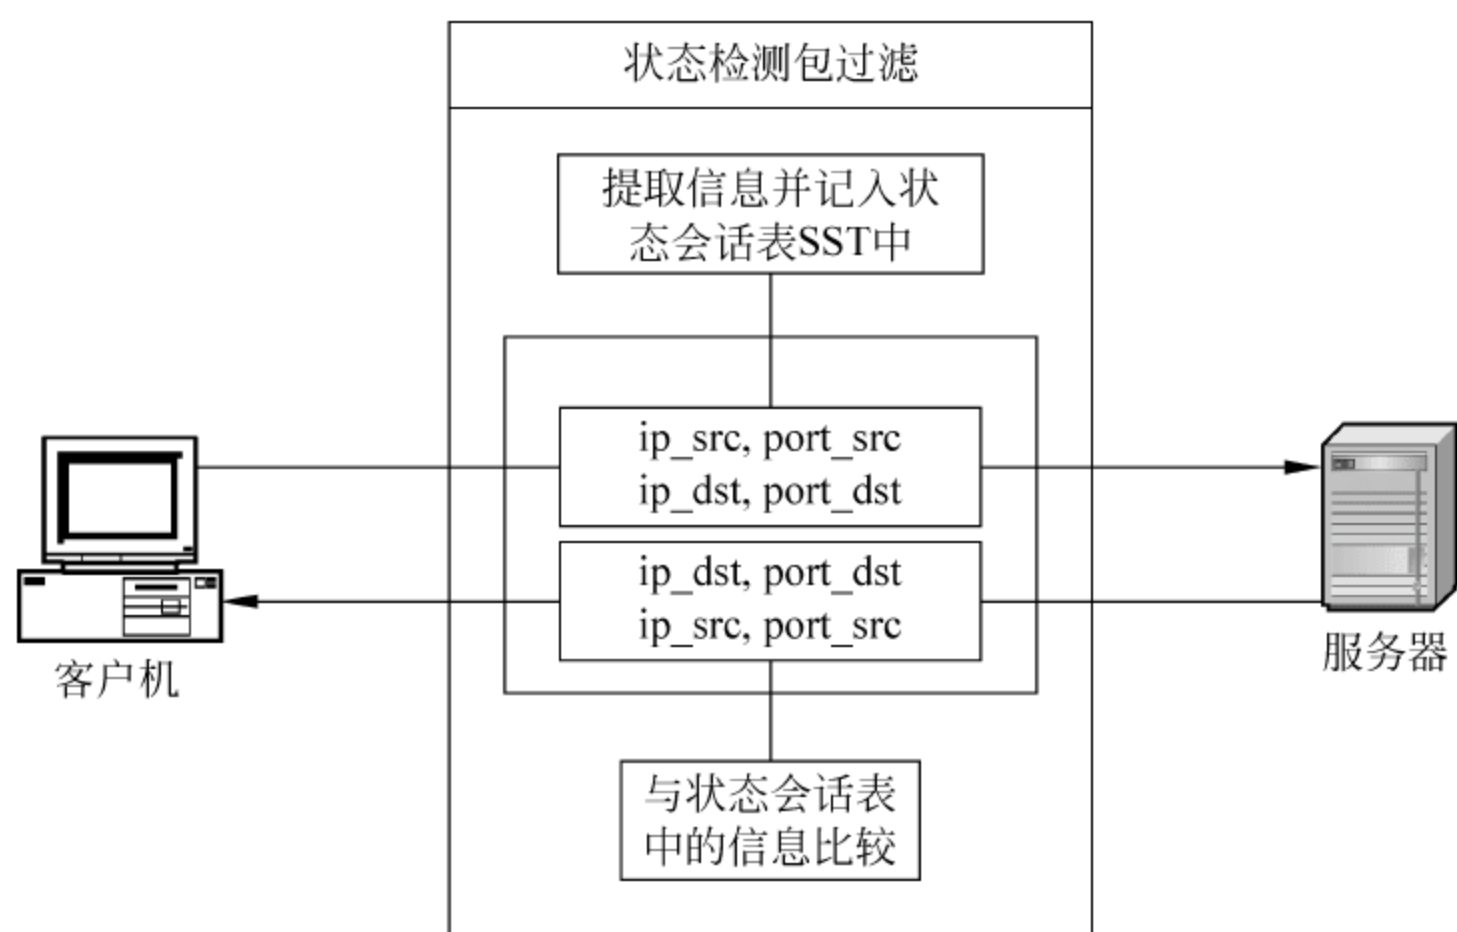 状态检测包过滤
提取信息并记入状
态会话表SST中
ip_src, port_src
ip_dst, port_dst
ip_dst, port_dst
ip_src, port_src
客户机
服务器
与状态会话表
中的信息比较